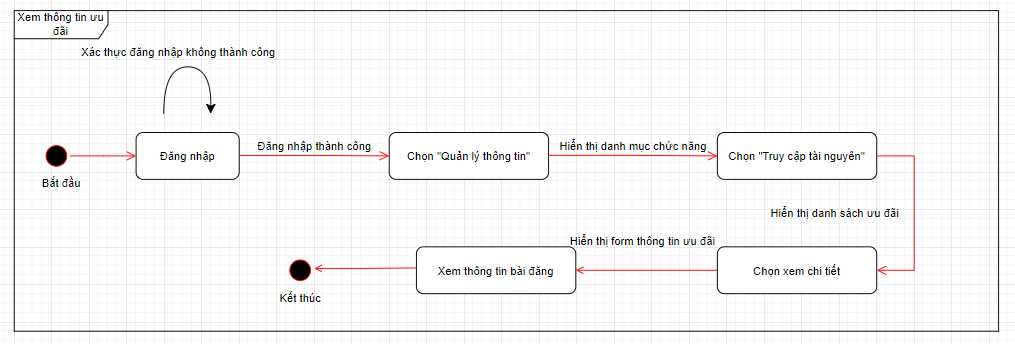 Xem thông tin ưu
đãi
Xác thực đăng nhập không thành công
Đăng nhập
Đăng nhập thành công
Chọn "Quản lý thông tin"
Hiển thị danh mục chức năng
Chọn "Truy cập tài nguyên"
Bắt đầu
Hiển thị danh sách ưu đãi
Hiển thị form thông tin ưu đãi
Xem thông tin bài đăng
Chọn xem chi tiết
Kết thúc